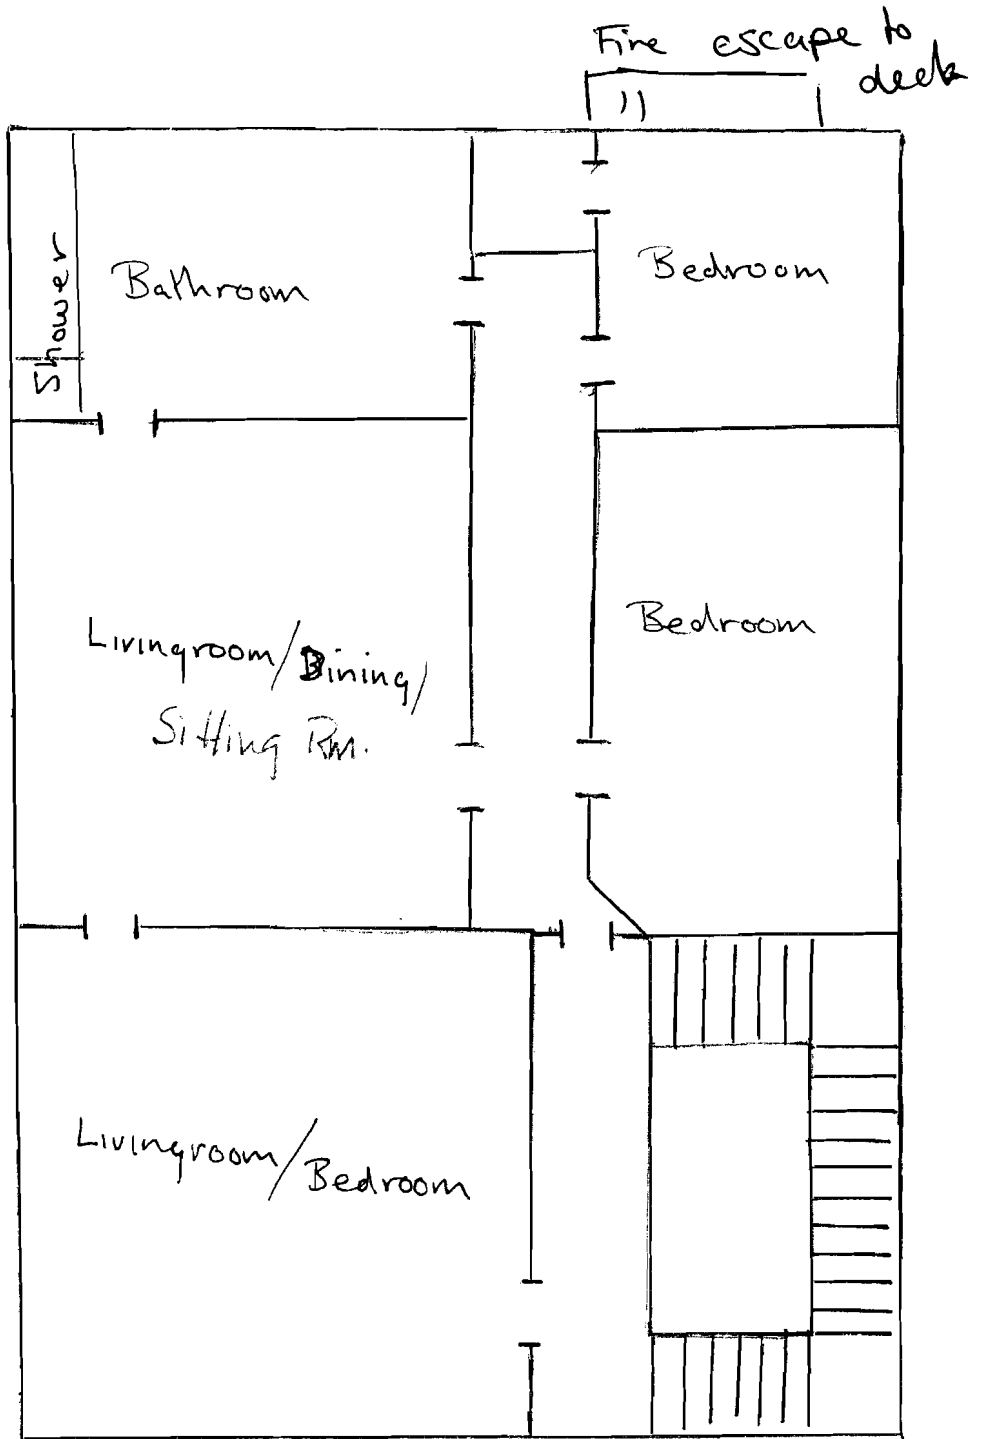 Fire escape to
deck
Shower
Bathroom
Bedroom
Livingroom/Dining/
Sitting Rm.
Bedroom
Livingroom/Bedroom